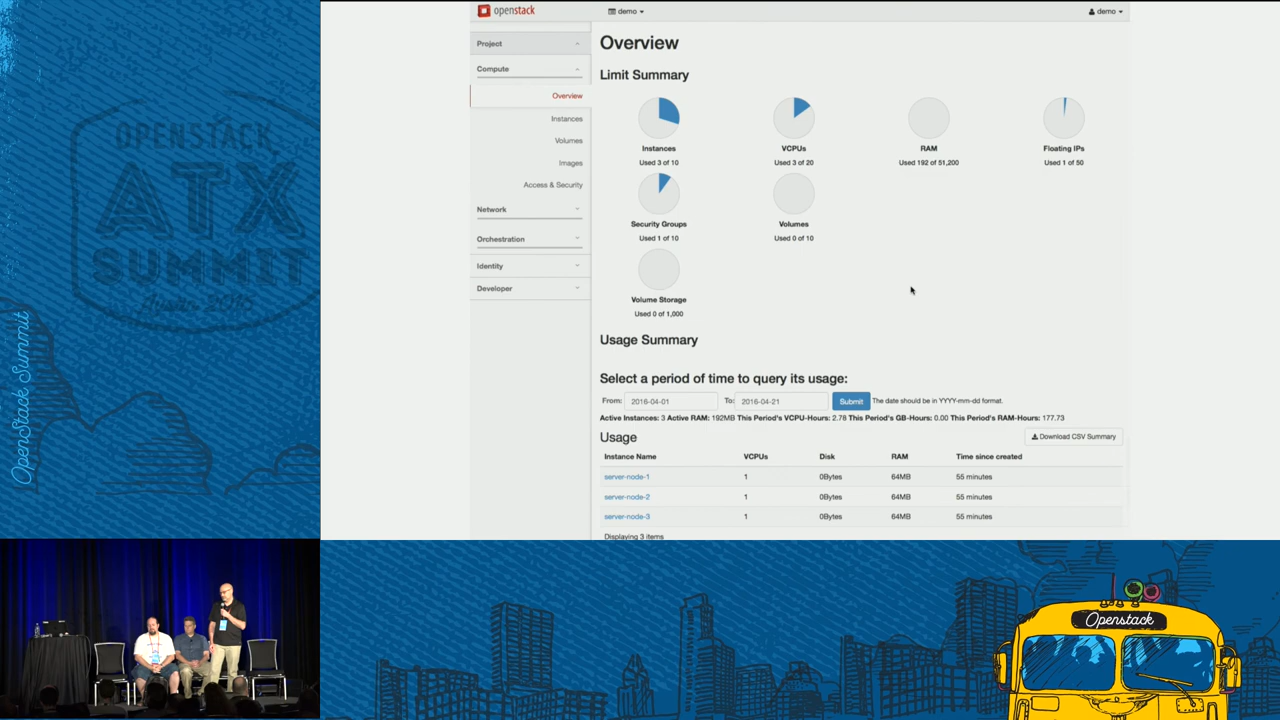 OPENSTACK
ATX
SUMMIT
Austin
OpenStack Summit
openstack
demo
demo
Project
Compute
Overview
Instances
Volumes
Images
Access & Security
Network
Orchestration
Identity
Developer
Overview
Limit Summary
Instances
Used 3 of 10
VCPUs
Used 3 of 20
RAM
Used 192 of 51,200
Floating IPs
Used 1 of 50
Security Groups
Used 1 of 10
Volumes
Used 0 of 10
Volume Storage
Used 0 of 1,000
Usage Summary
Select a period of time to query its usage:
From: 2016-04-01 To: 2016-04-21 Submit The date should be in YYYY-mm-dd format.
Active Instances: 3 Active RAM: 192MB This Period's VCPU-Hours: 2.78 This Period's GB-Hours: 0.00 This Period's RAM-Hours: 177.73
Usage
Download CSV Summary
Instance Name VCPUs Disk RAM Time since created
server-node-1 1 0Bytes 64MB 55 minutes
server-node-2 1 0Bytes 64MB 55 minutes
server-node-3 1 0Bytes 64MB 55 minutes
Displaying 3 items
Openstack